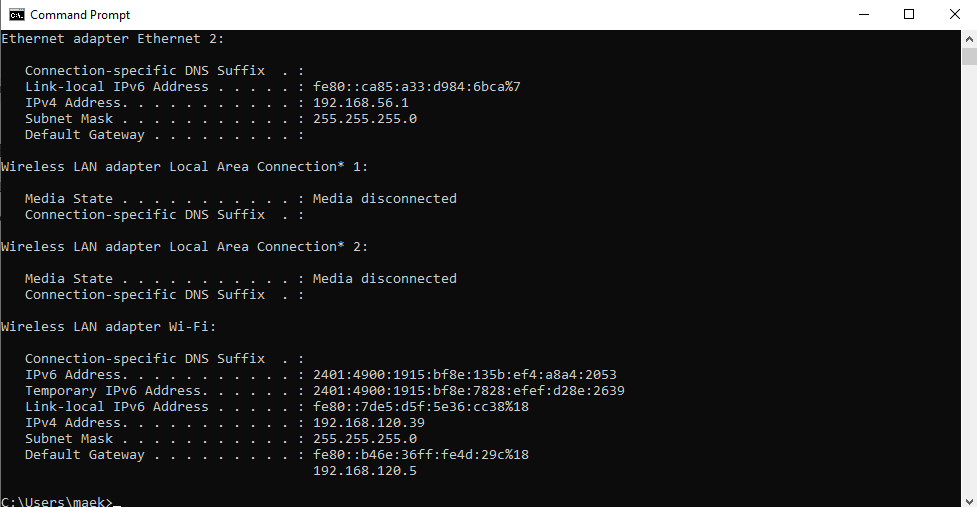 Command Prompt
Ethernet adapter Ethernet 2:
Connection-specific DNS Suffix  . :
Link-local IPv6 Address . . . . . : fe80::ca85:a33:d984:6bca%7
IPv4 Address. . . . . . . . . . . : 192.168.56.1
Subnet Mask . . . . . . . . . . . : 255.255.255.0
Default Gateway . . . . . . . . . :
Wireless LAN adapter Local Area Connection* 1:
Media State . . . . . . . . . . . : Media disconnected
Connection-specific DNS Suffix  . :
Wireless LAN adapter Local Area Connection* 2:
Media State . . . . . . . . . . . : Media disconnected
Connection-specific DNS Suffix  . :
Wireless LAN adapter Wi-Fi:
Connection-specific DNS Suffix  . :
IPv6 Address. . . . . . . . . . . : 2401:4900:1915:bf8e:135b:ef4:a8a4:2053
Temporary IPv6 Address. . . . . . : 2401:4900:1915:bf8e:7828:efef:d28e:2639
Link-local IPv6 Address . . . . . : fe80::7de5:d5f:5e36:cc38%18
IPv4 Address. . . . . . . . . . . : 192.168.120.39
Subnet Mask . . . . . . . . . . . : 255.255.255.0
Default Gateway . . . . . . . . . : fe80::b46e:36ff:fe4d:29c%18
192.168.120.5
C:\Users\maek>_